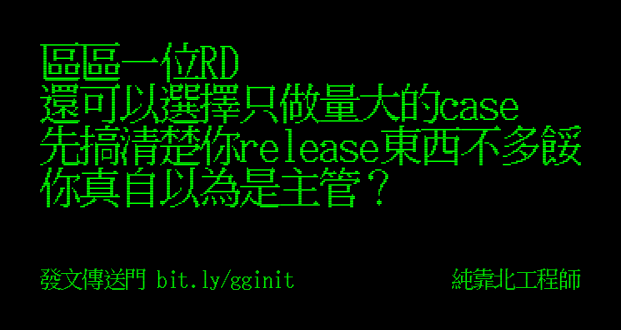 區區一位RD
還可以選擇只做量大的case
先搞清楚你release東西不多餒
你真自以為是主管？
發文傳送門 bit.ly/gginit
純靠北工程師